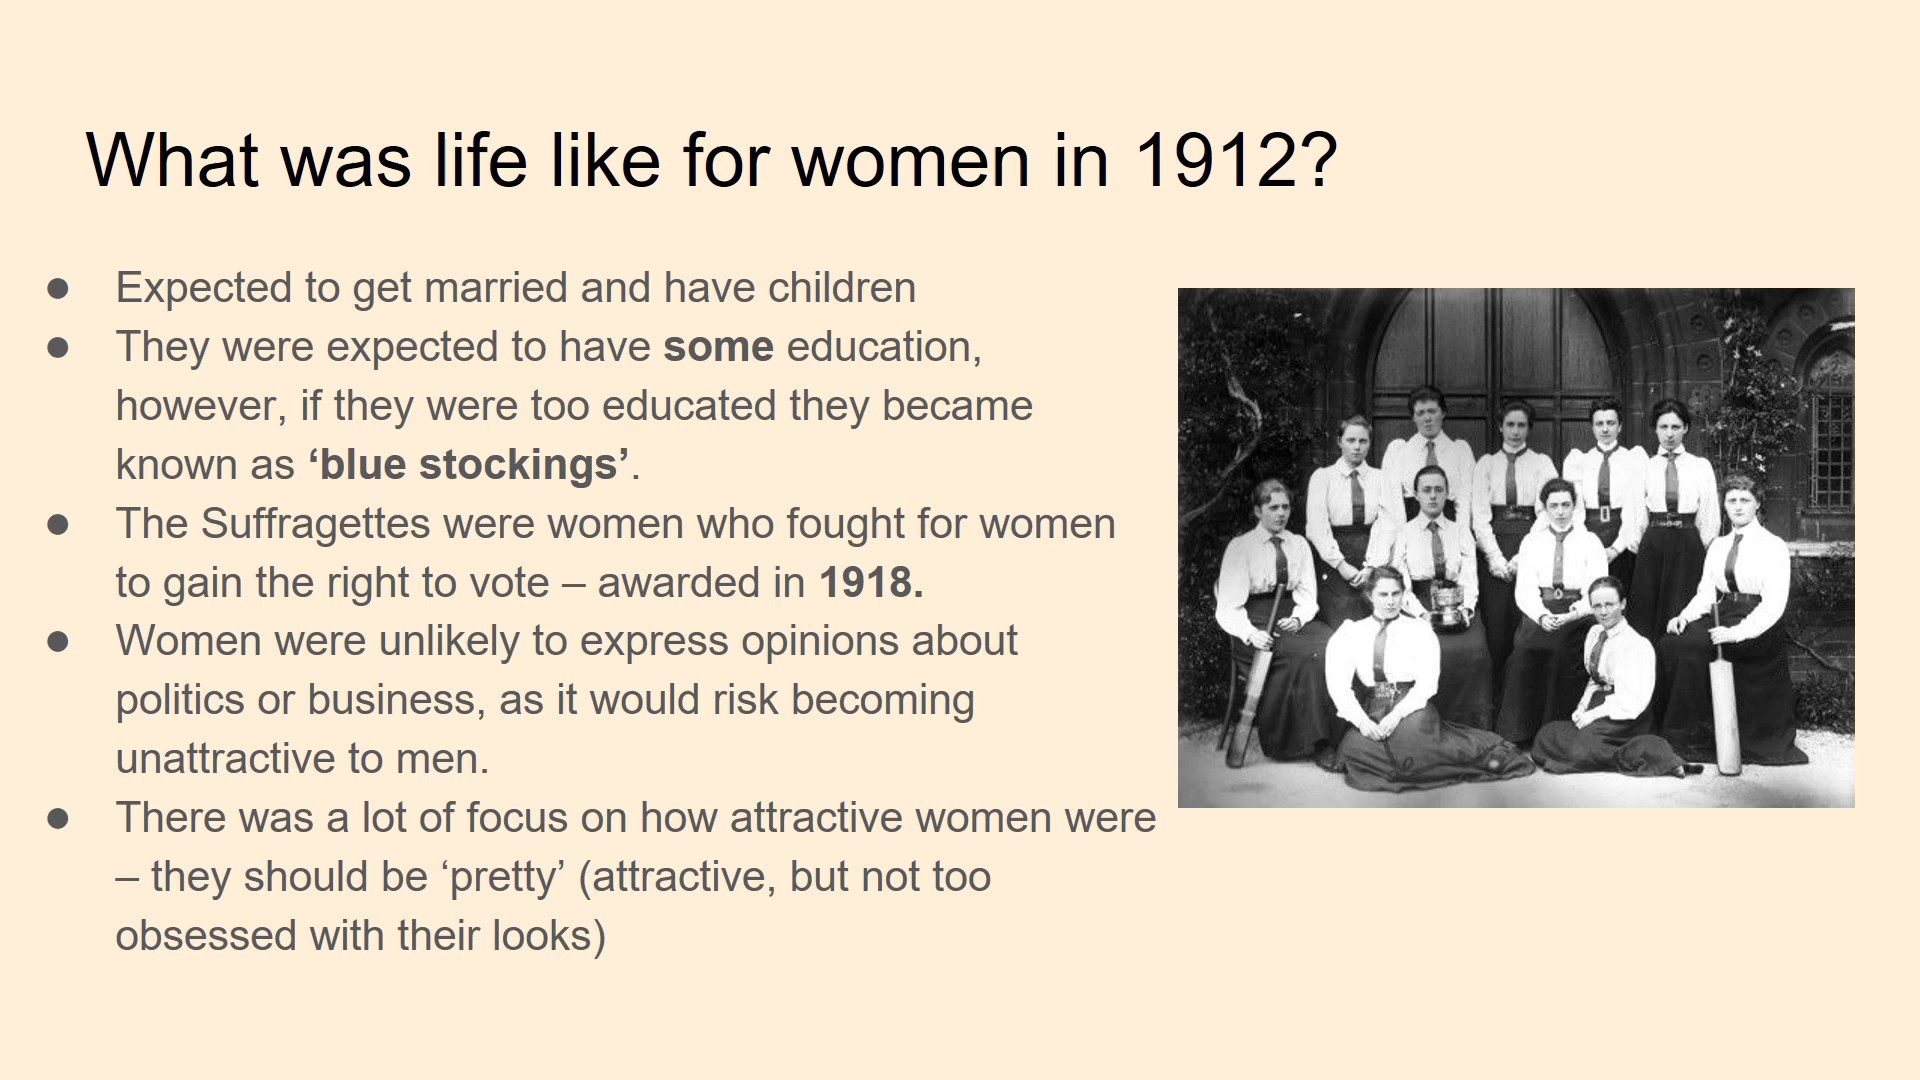 What was life like for women in 1912?
● Expected to get married and have children
● They were expected to have some education,
however, if they were too educated they became
known as ‘blue stockings’.
● The Suffragettes were women who fought for women
to gain the right to vote – awarded in 1918.
● Women were unlikely to express opinions about
politics or business, as it would risk becoming
unattractive to men.
● There was a lot of focus on how attractive women were
– they should be ‘pretty’ (attractive, but not too
obsessed with their looks)